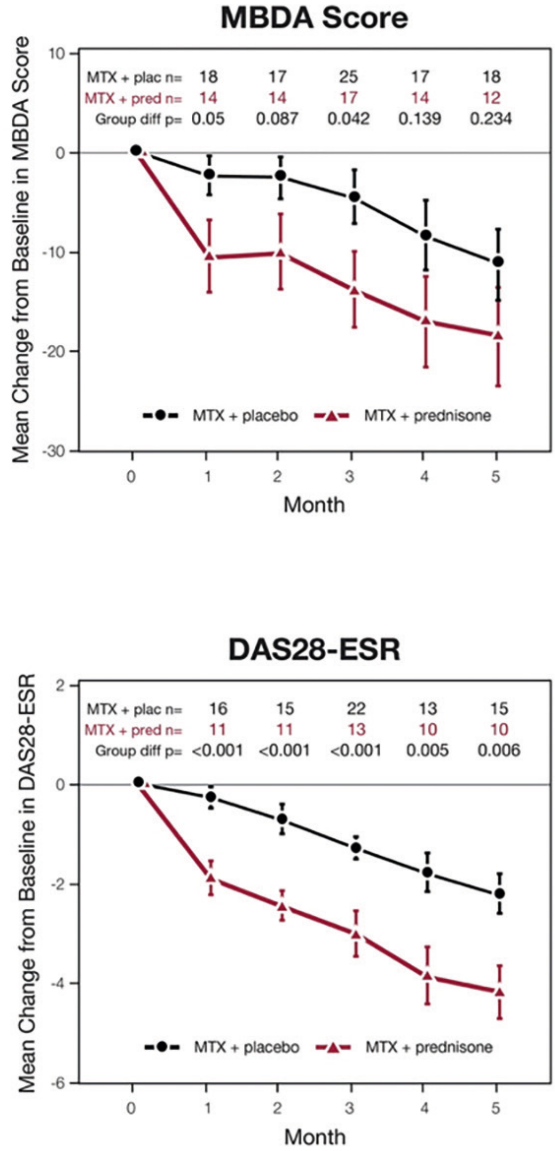 MBDA Score
Mean Change from Baseline in MBDA Score
10
MTX + plac n= 18 17 25 17 18
MTX + pred n= 14 14 17 14 12
Group diff p= 0.05 0.087 0.042 0.139 0.234
0
-10
-20
MTX + placebo MTX + prednisone
-30
0 1 2 3 4 5
Month
DAS28-ESR
Mean Change from Baseline in DAS28-ESR
2
MTX + plac n= 16 15 22 13 15
MTX + pred n= 11 11 13 10 10
Group diff p= <0.001 <0.001 <0.001 0.005 0.006
0
-2
-4
MTX + placebo MTX + prednisone
-6
0 1 2 3 4 5
Month